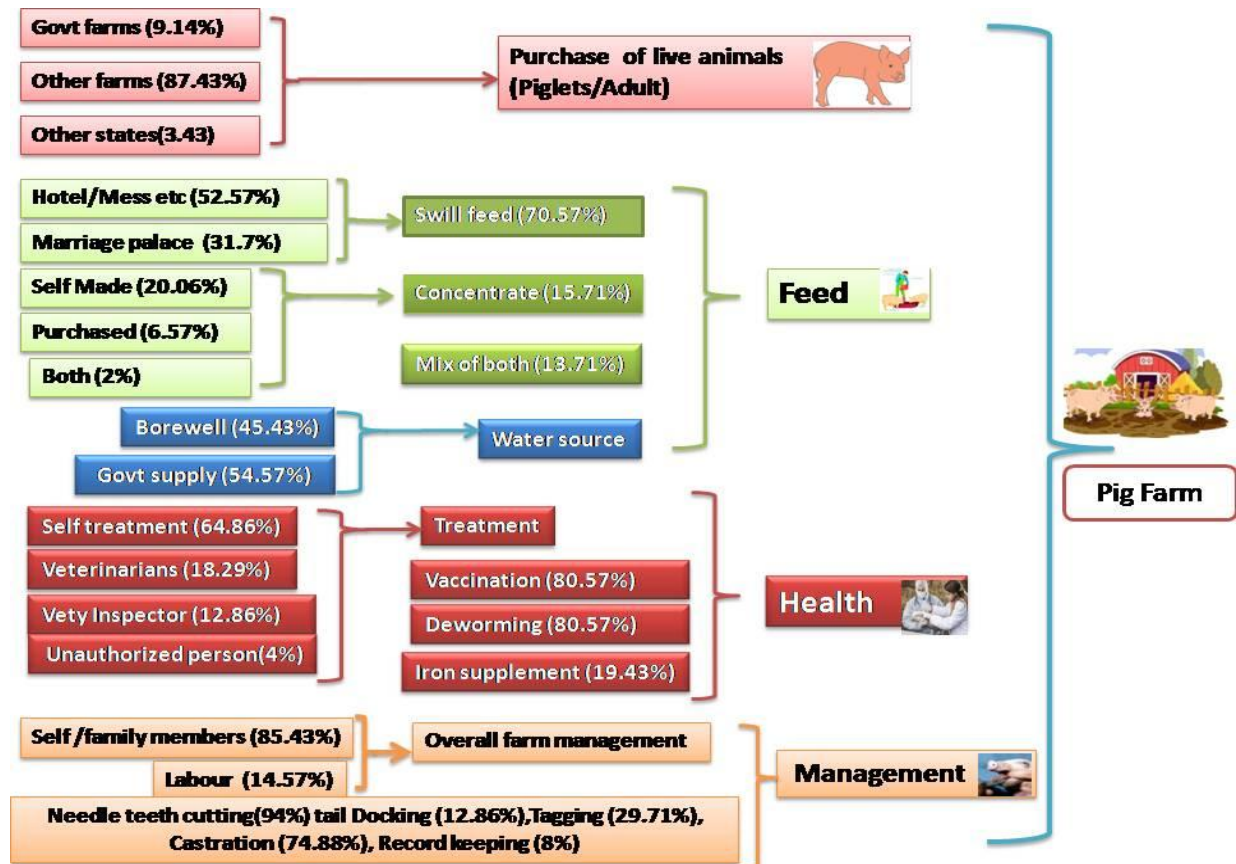 Govt farms (9.14%)
Other farms (87.43%)
Other states(3.43)
Purchase of live animals
(Piglets/Adult)
Hotel/Mess etc (52.57%)
Marriage palace (31.7%)
Swill feed (70.57%)
Self Made (20.06%)
Purchased (6.57%)
Both (2%)
Concentrate (15.71%)
Mix of both (13.71%)
Feed
Borewell (45.43%)
Govt supply (54.57%)
Water source
Pig Farm
Self treatment (64.86%)
Veterinarians (18.29%)
Vety Inspector (12.86%)
Unauthorized person(4%)
Treatment
Vaccination (80.57%)
Deworming (80.57%)
Iron supplement (19.43%)
Health
Self /family members (85.43%)
Labour (14.57%)
Overall farm management
Management
Needle teeth cutting(94%) tail Docking (12.86%),Tagging (29.71%),
Castration (74.88%), Record keeping (8%)